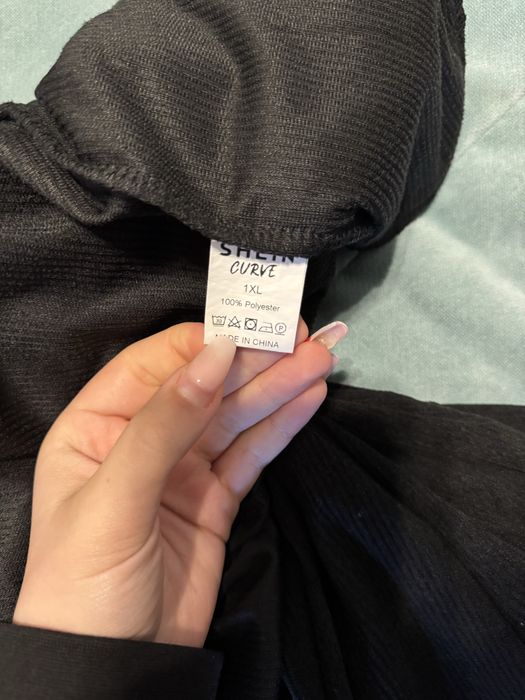 SHEIN
CURVE
1XL
100% Polyester
MADE IN CHINA